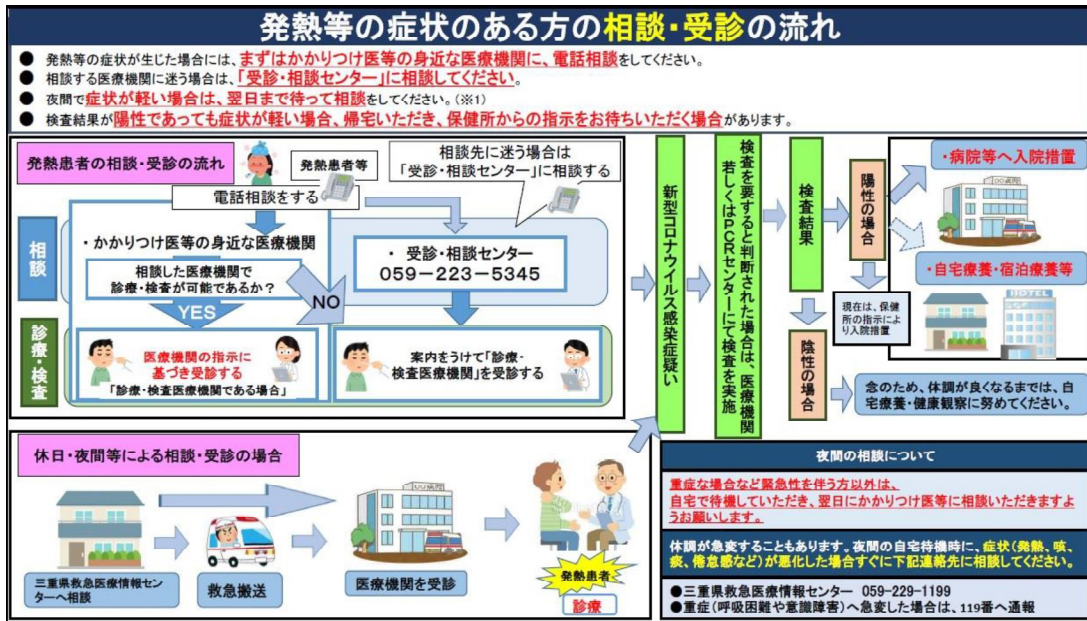 発熱等の症状のある方の相談・受診の流れ
● 発熱等の症状が生じた場合には、まずはかかりつけ医等の身近な医療機関に、電話相談をしてください。
● 相談する医療機関に迷う場合は、「受診・相談センター」に相談してください。
● 夜間で症状が軽い場合は、翌日まで待って相談をしてください。(※1)
● 検査結果が陽性であっても症状が軽い場合、帰宅いただき、保健所からの指示をお待ちいただく場合があります。
発熱患者の相談・受診の流れ
発熱患者等
電話相談をする
相談先に迷う場合は
「受診・相談センター」に相談する
相談
・かかりつけ医等の身近な医療機関
相談した医療機関で
診療・検査が可能であるか?
YES
NO
・ 受診・相談センター
059-223-5345
診療・検査
医療機関の指示に
基づき受診する
「診療・検査医療機関である場合」
案内をうけて「診療・
検査医療機関」を受診する
新型コロナウイルス感染症疑い
検査を要すると判断された場合は、医療機関
若しくはPCRセンターにて検査を実施
検査結果
陽性の場合
・病院等へ入院措置
〇〇病院
・自宅療養・宿泊療養等
HOTEL
現在は、保健
所の指示によ
り入院措置
陰性の場合
念のため、体調が良くなるまでは、自
宅療養・健康観察に努めてください。
休日・夜間等による相談・受診の場合
三重県救急医療情報セン
ターへ相談
救急搬送
〇〇病院
医療機関を受診
発熱患者
診療
夜間の相談について
重症な場合など緊急性を伴う方以外は、
自宅で待機していただき、翌日にかかりつけ医等に相談いただきますよ
うお願いします。
体調が急変することもあります。夜間の自宅待機時に、症状(発熱、咳、
痰、倦怠感など)が悪化した場合すぐに下記連絡先に相談してください。
●三重県救急医療情報センター 059-229-1199
●重症(呼吸困難や意識障害)へ急変した場合は、119番へ通報